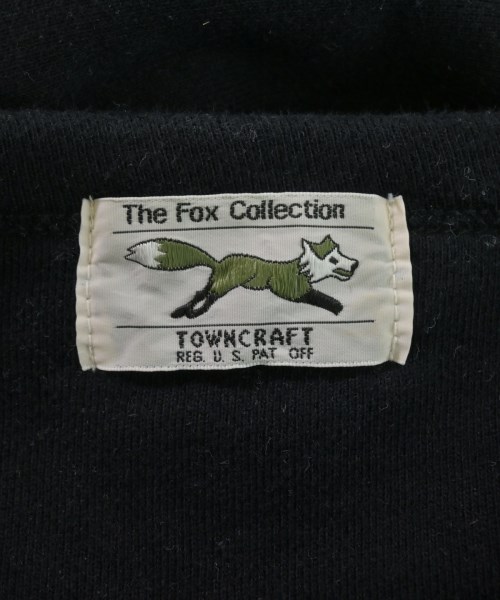 The Fox Collection
TOWNCRAFT
REG. U. S. PAT OFF